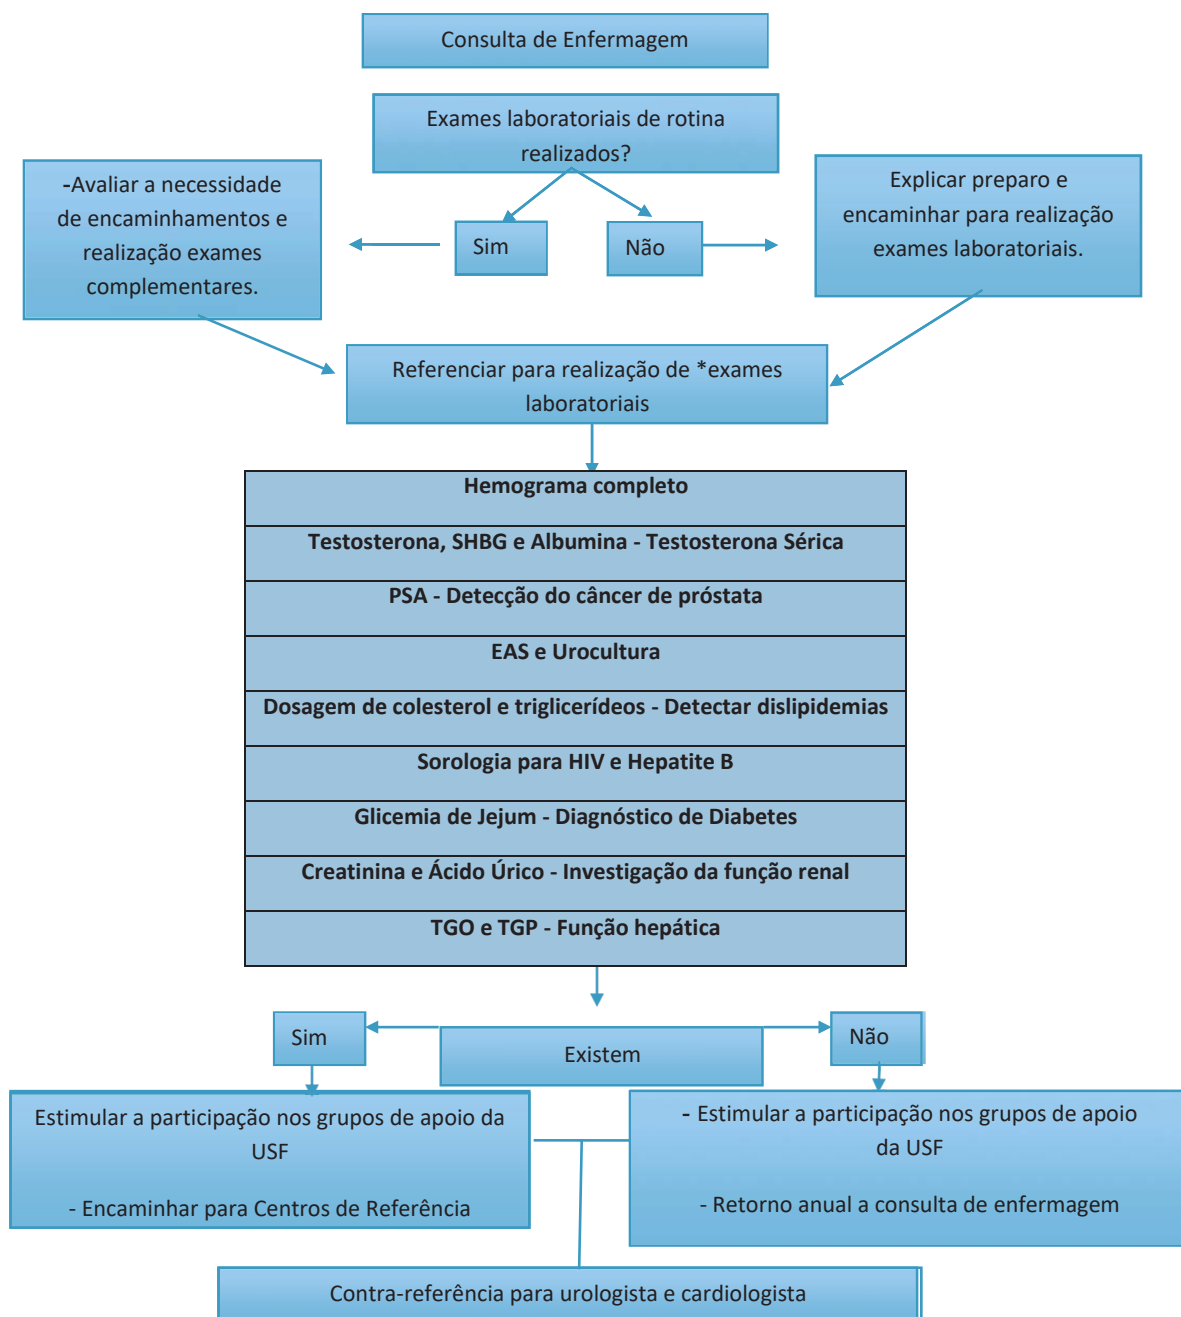 Consulta de Enfermagem
Exames laboratoriais de rotina
realizados?
-Avaliar a necessidade
de encaminhamentos e
realização exames
complementares.
Sim
Não
Explicar preparo e
encaminhar para realização
exames laboratoriais.
Referenciar para realização de *exames
laboratoriais
Hemograma completo
Testosterona, SHBG e Albumina - Testosterona Sérica
PSA - Detecção do câncer de próstata
EAS e Urocultura
Dosagem de colesterol e triglicerídeos - Detectar dislipidemias
Sorologia para HIV e Hepatite B
Glicemia de Jejum - Diagnóstico de Diabetes
Creatinina e Ácido Úrico - Investigação da função renal
TGO e TGP - Função hepática
Sim
Existem
Não
Estimular a participação nos grupos de apoio da
USF
- Encaminhar para Centros de Referência
- Estimular a participação nos grupos de apoio
da USF
- Retorno anual a consulta de enfermagem
Contra-referência para urologista e cardiologista